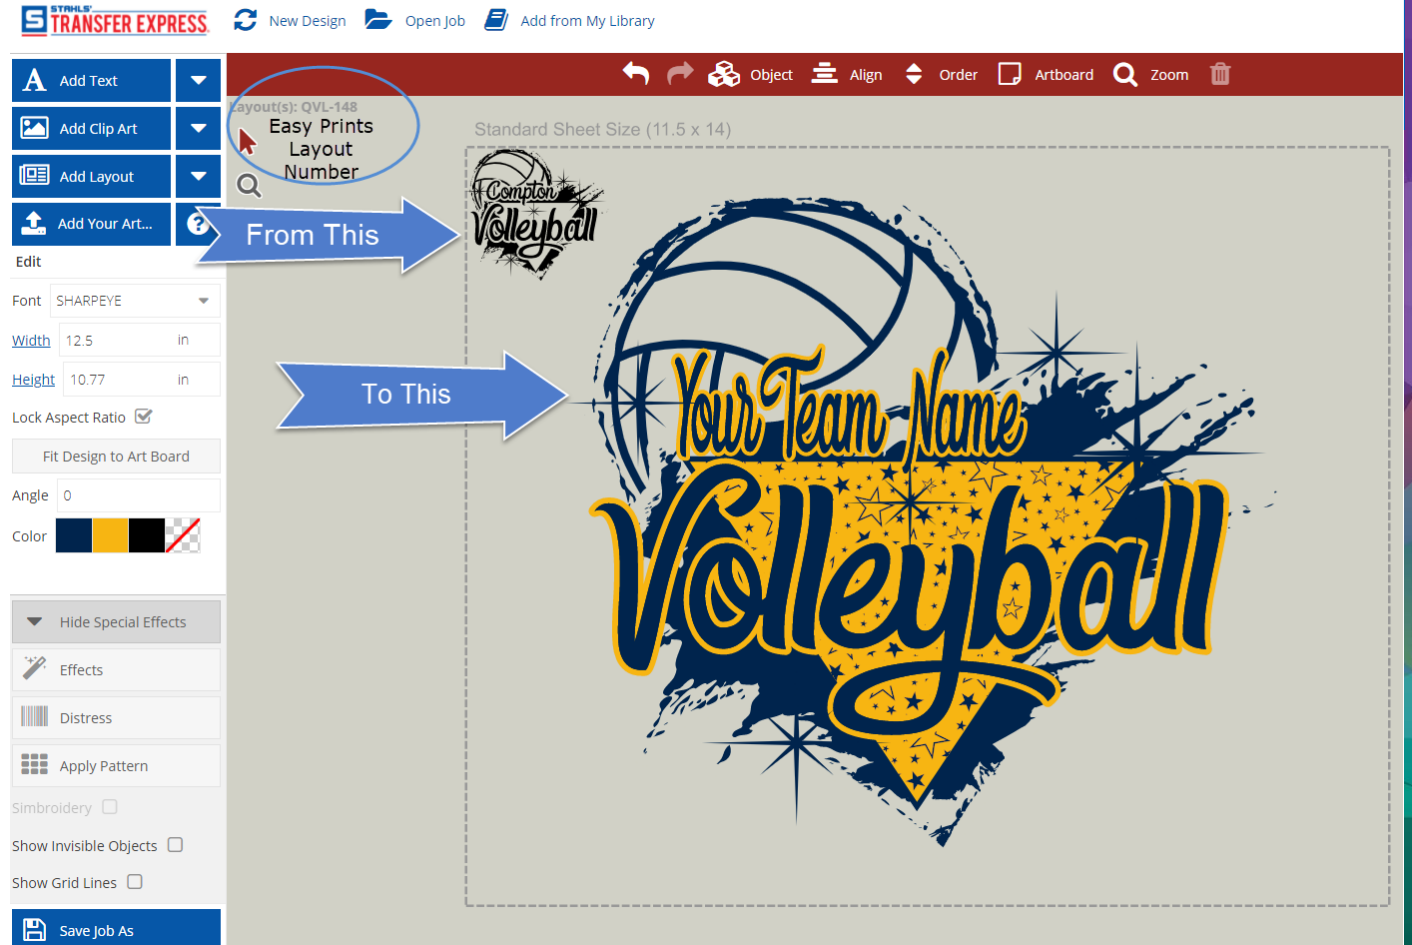 STAHLS'
TRANSFER EXPRESS.
New Design
Open Job
Add from My Library
Add Text
Add Clip Art
Add Layout
Add Your Art...
?
Object
Align
Order
Artboard
Zoom
Layout(s): QVL-148
Easy Prints
Layout
Number
Standard Sheet Size (11.5 x 14)
Compton
Volleyball
From This
To This
Your Team Name
Volleyball
Edit
Font SHARPEYE
Width 12.5 in
Height 10.77 in
Lock Aspect Ratio
Fit Design to Art Board
Angle 0
Color
Hide Special Effects
Effects
Distress
Apply Pattern
Simbroidery
Show Invisible Objects
Show Grid Lines
Save Job As